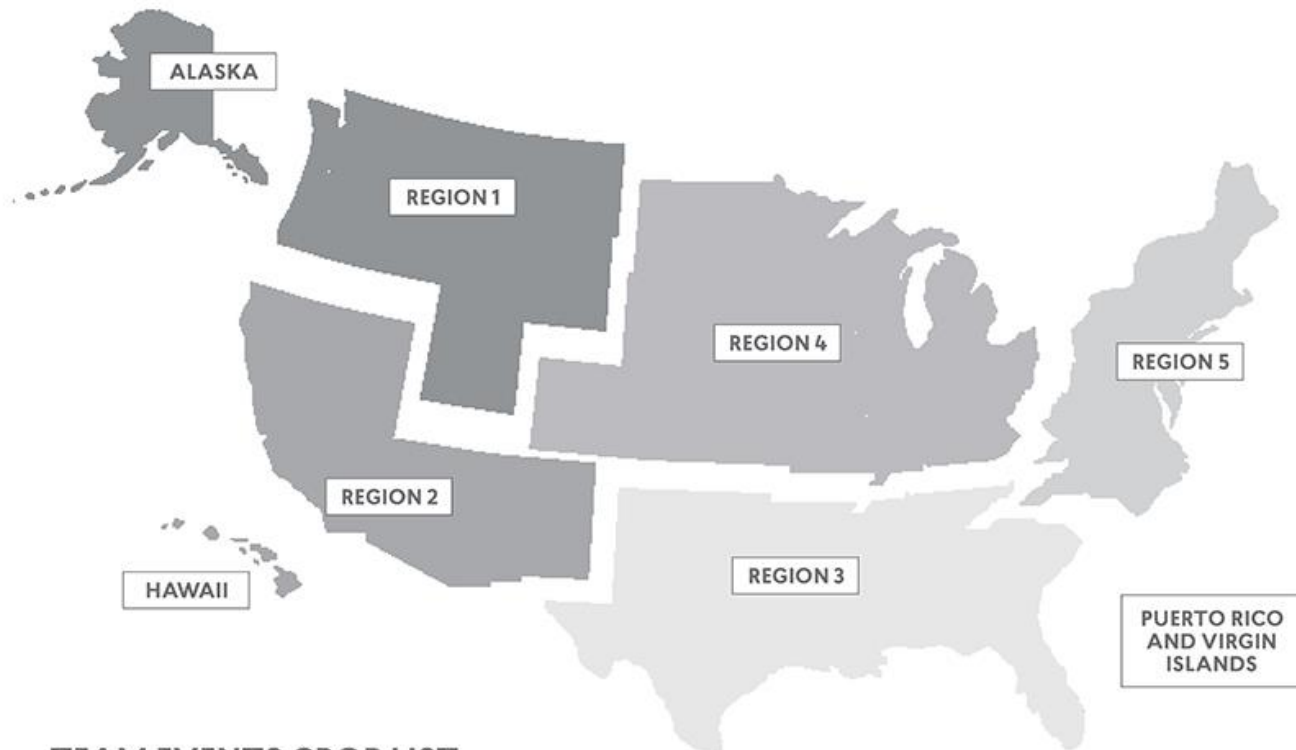 ALASKA
REGION 1
REGION 4
REGION 5
REGION 2
REGION 3
HAWAII
PUERTO RICO
AND VIRGIN
ISLANDS